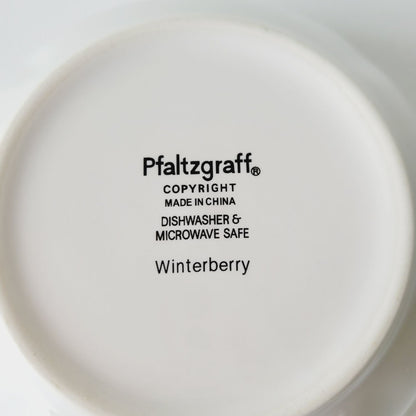 Pfaltzgraff®
COPYRIGHT
MADE IN CHINA
DISHWASHER &
MICROWAVE SAFE
Winterberry